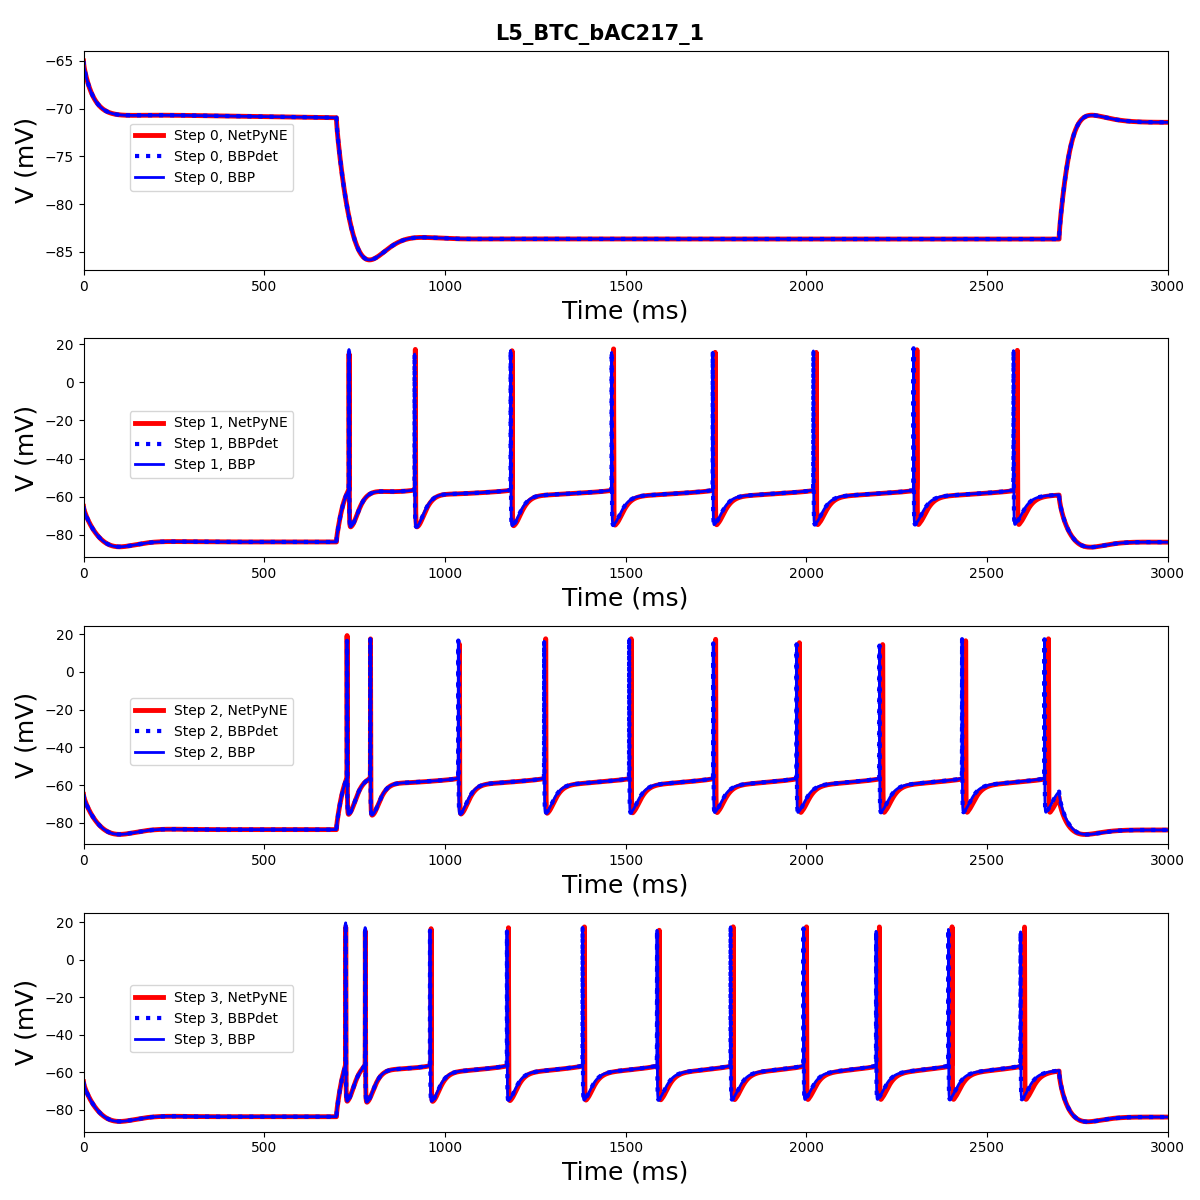 L5_BTC_bAC217_1
−65
−70
−75
−80
−85
V (mV)
Step 0, NetPyNE
Step 0, BBPdet
Step 0, BBP
0 500 1000 1500 2000 2500 3000
Time (ms)
20
0
−20
−40
−60
−80
V (mV)
Step 1, NetPyNE
Step 1, BBPdet
Step 1, BBP
0 500 1000 1500 2000 2500 3000
Time (ms)
20
0
−20
−40
−60
−80
V (mV)
Step 2, NetPyNE
Step 2, BBPdet
Step 2, BBP
0 500 1000 1500 2000 2500 3000
Time (ms)
20
0
−20
−40
−60
−80
V (mV)
Step 3, NetPyNE
Step 3, BBPdet
Step 3, BBP
0 500 1000 1500 2000 2500 3000
Time (ms)